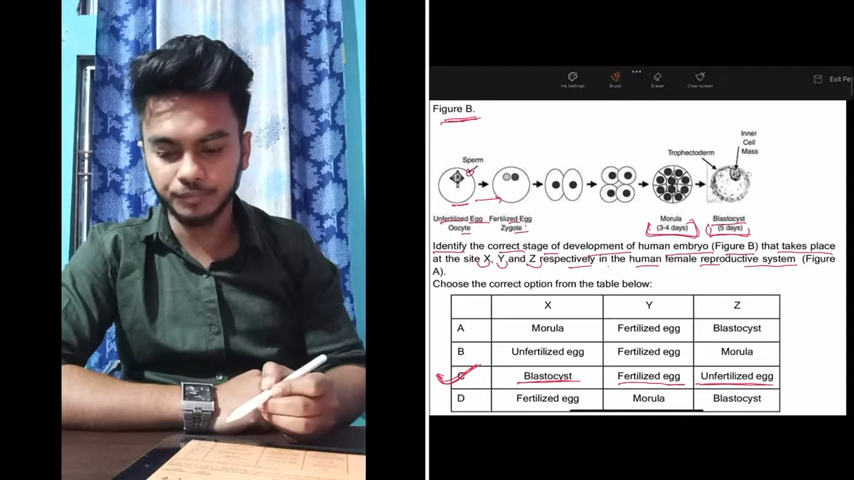 Ink settings
Brush
Eraser
Clear screen
Exit Pe
Figure B.
Sperm
Trophectoderm
Inner
Cell
Mass
Unfertilized Egg
Oocyte
Fertilized Egg
Zygote
Morula
(3-4 days)
Blastocyst
(5 days)
Identify the correct stage of development of human embryo (Figure B) that takes place
at the site X, Y and Z respectively in the human female reproductive system (Figure
A).
Choose the correct option from the table below:
X Y Z
A Morula Fertilized egg Blastocyst
B Unfertilized egg Fertilized egg Morula
C Blastocyst Fertilized egg Unfertilized egg
D Fertilized egg Morula Blastocyst